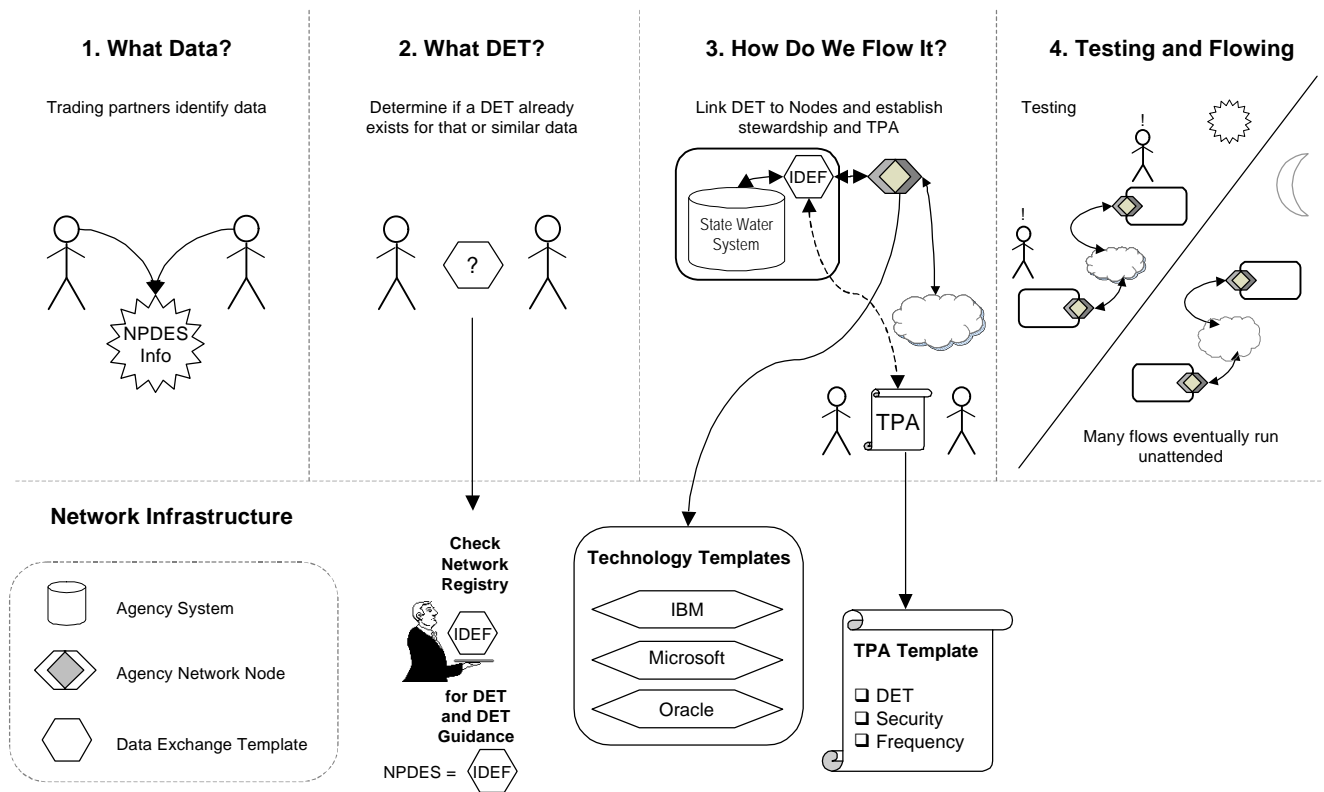 1. What Data?
Trading partners identify data
NPDES
Info
2. What DET?
Determine if a DET already
exists for that or similar data
?
3. How Do We Flow It?
Link DET to Nodes and establish
stewardship and TPA
IDEF
State Water
System
TPA
4. Testing and Flowing
Testing
!
!
Many flows eventually run
unattended
Network Infrastructure
Agency System
Agency Network Node
Data Exchange Template
Check
Network
Registry
IDEF
for DET
and DET
Guidance
NPDES = IDEF
Technology Templates
IBM
Microsoft
Oracle
TPA Template
❑ DET
❑ Security
❑ Frequency